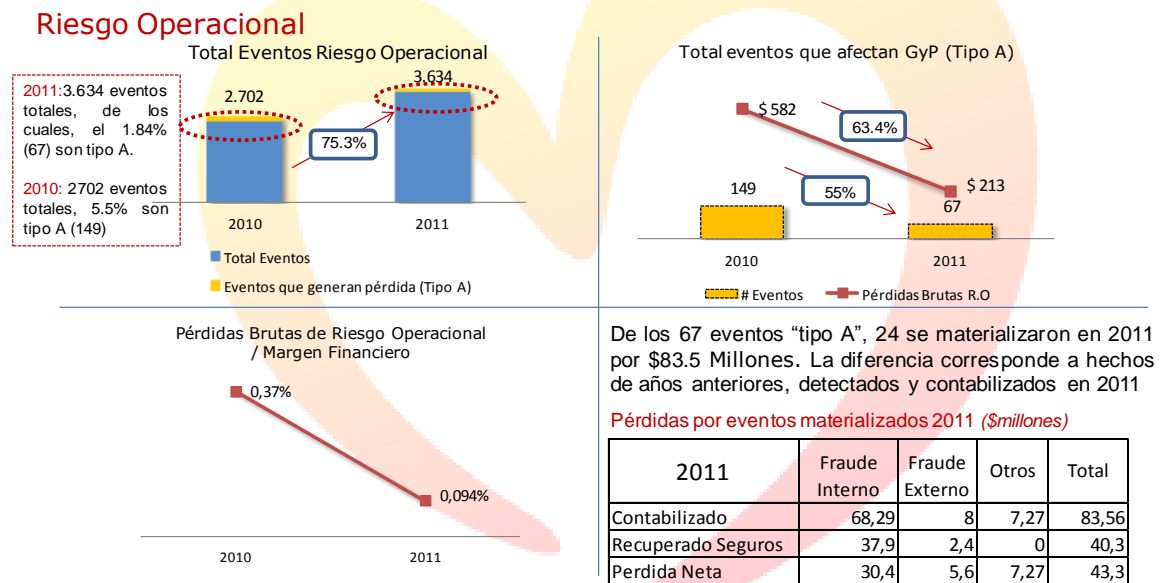 Riesgo Operacional
Total Eventos Riesgo Operacional
2011:3.634 eventos
totales, de los
cuales, el 1.84%
(67) son tipo A.
2010: 2702 eventos
totales, 5.5% son
tipo A (149)
2.702
3.634
75.3%
2010
2011
Total Eventos
Eventos que generan pérdida (Tipo A)
Total eventos que afectan GyP (Tipo A)
$ 582
63.4%
$ 213
149
55%
67
2010
2011
# Eventos
Pérdidas Brutas R.O
Pérdidas Brutas de Riesgo Operacional
/ Margen Financiero
0,37%
0,094%
2010
2011
De los 67 eventos “tipo A”, 24 se materializaron en 2011
por $83.5 Millones. La diferencia corresponde a hechos
de años anteriores, detectados y contabilizados en 2011
Pérdidas por eventos materializados 2011 ($millones)
2011 Fraude Interno Fraude Externo Otros Total
Contabilizado 68,29 8 7,27 83,56
Recuperado Seguros 37,9 2,4 0 40,3
Perdida Neta 30,4 5,6 7,27 43,3